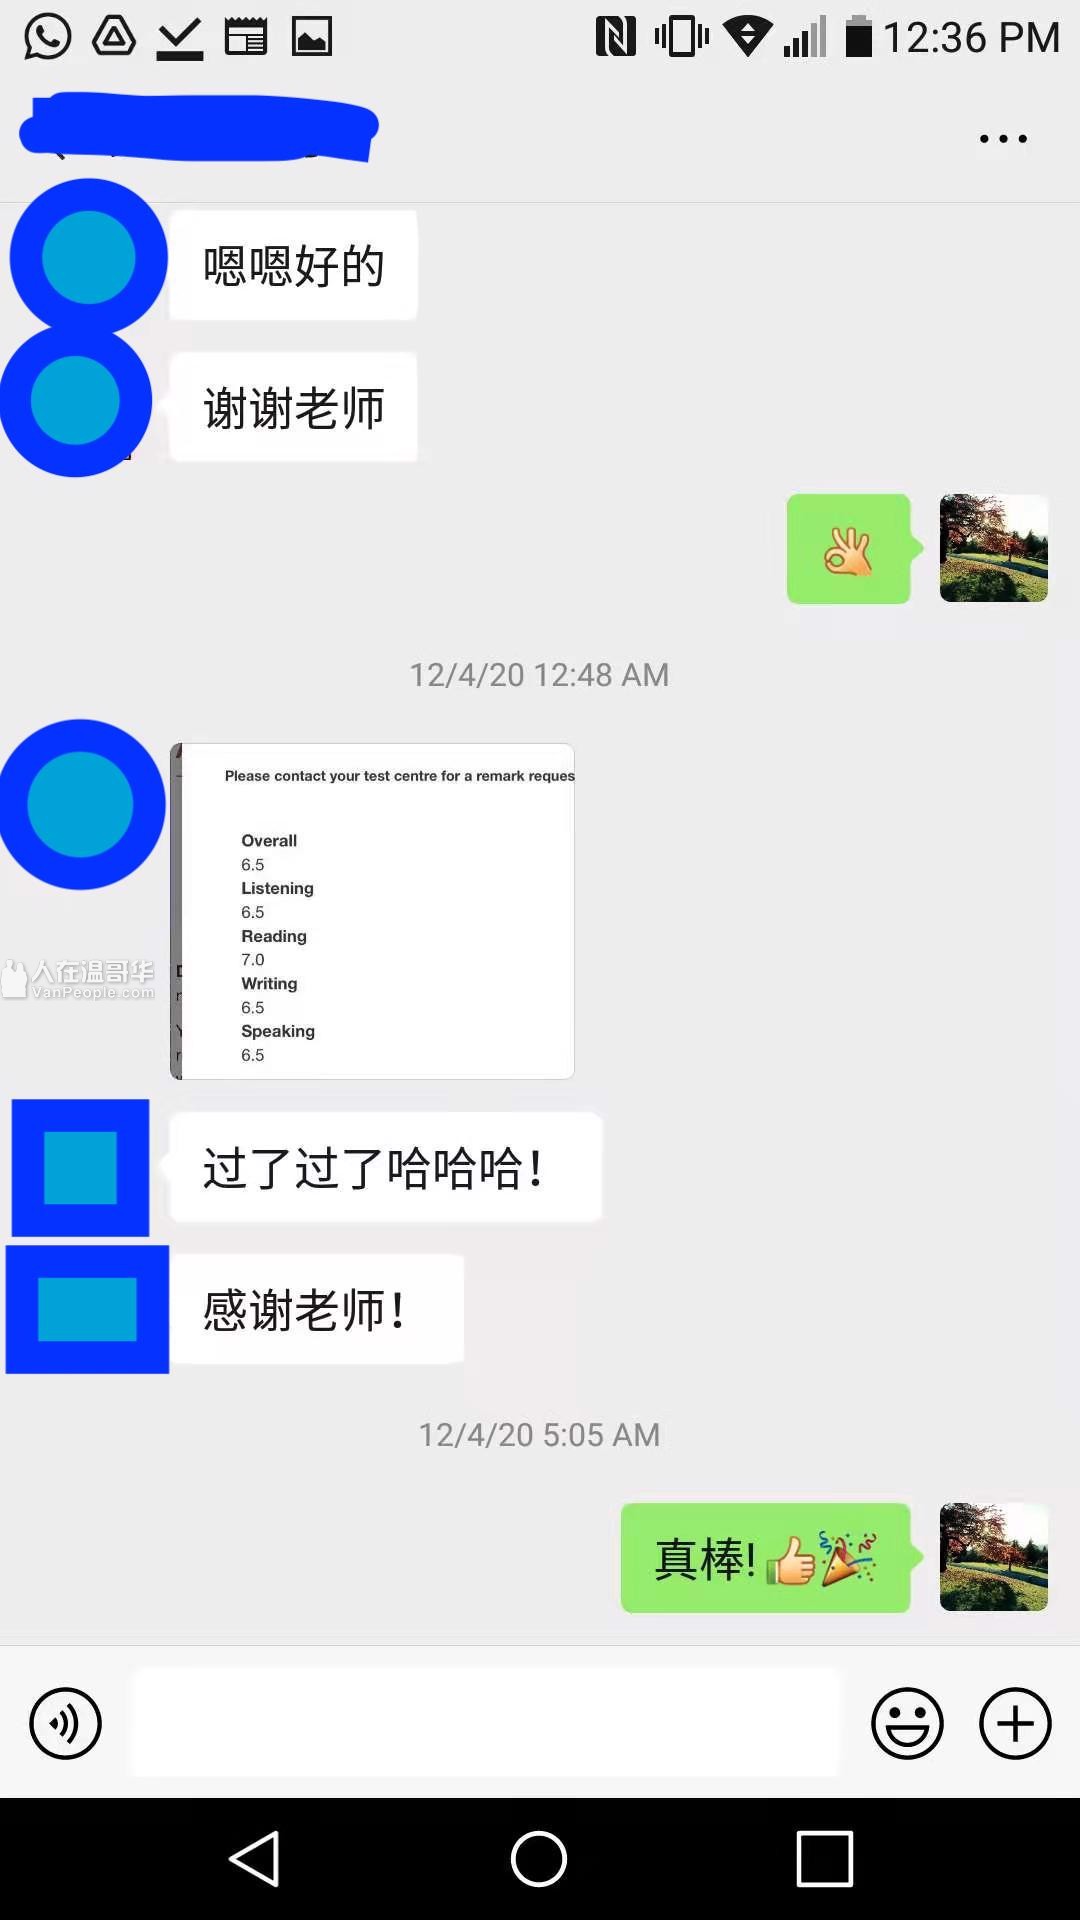 12:36 PM
嗯嗯好的
谢谢老师
12/4/20 12:48 AM
Please contact your test centre for a remark reques
Overall
6.5
Listening
6.5
Reading
7.0
Writing
6.5
Speaking
6.5
人在温哥华
VanPeople.com
过了过了哈哈哈！
感谢老师！
12/4/20 5:05 AM
真棒!👍🎉